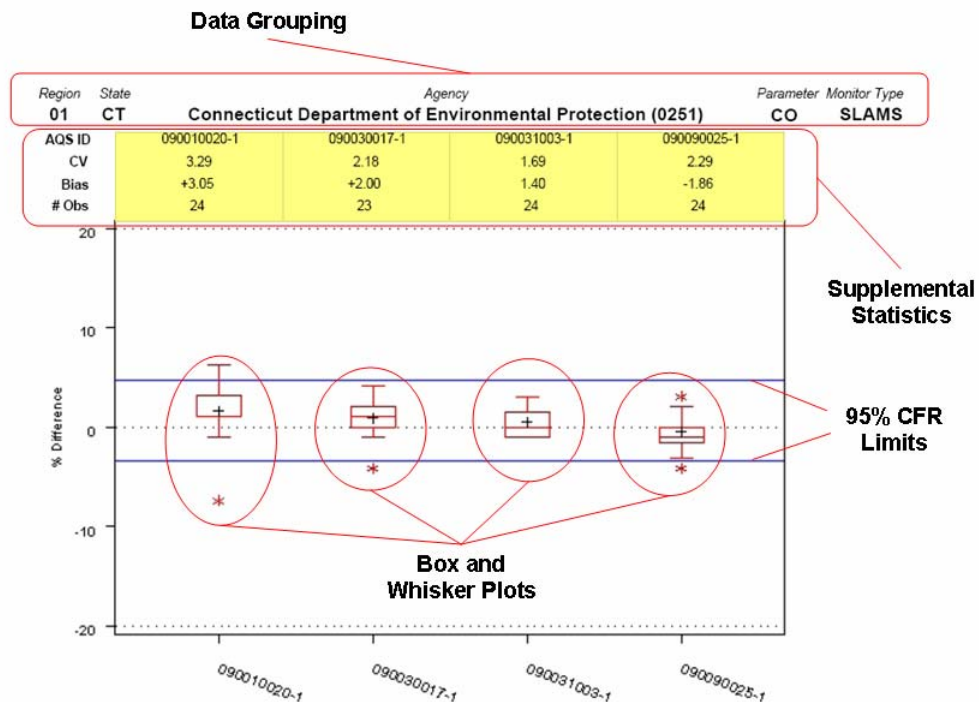 Data Grouping
Region State Agency Parameter Monitor Type
01 CT Connecticut Department of Environmental Protection (0251) CO SLAMS
AQS ID 090010020-1 090030017-1 090031003-1 090090025-1
CV 3.29 2.18 1.69 2.29
Bias +3.05 +2.00 1.40 -1.86
# Obs 24 23 24 24
Supplemental
Statistics
20
10
0
-10
-20
% Difference
95% CFR
Limits
Box and
Whisker Plots
090010020-1 090030017-1 090031003-1 090090025-1